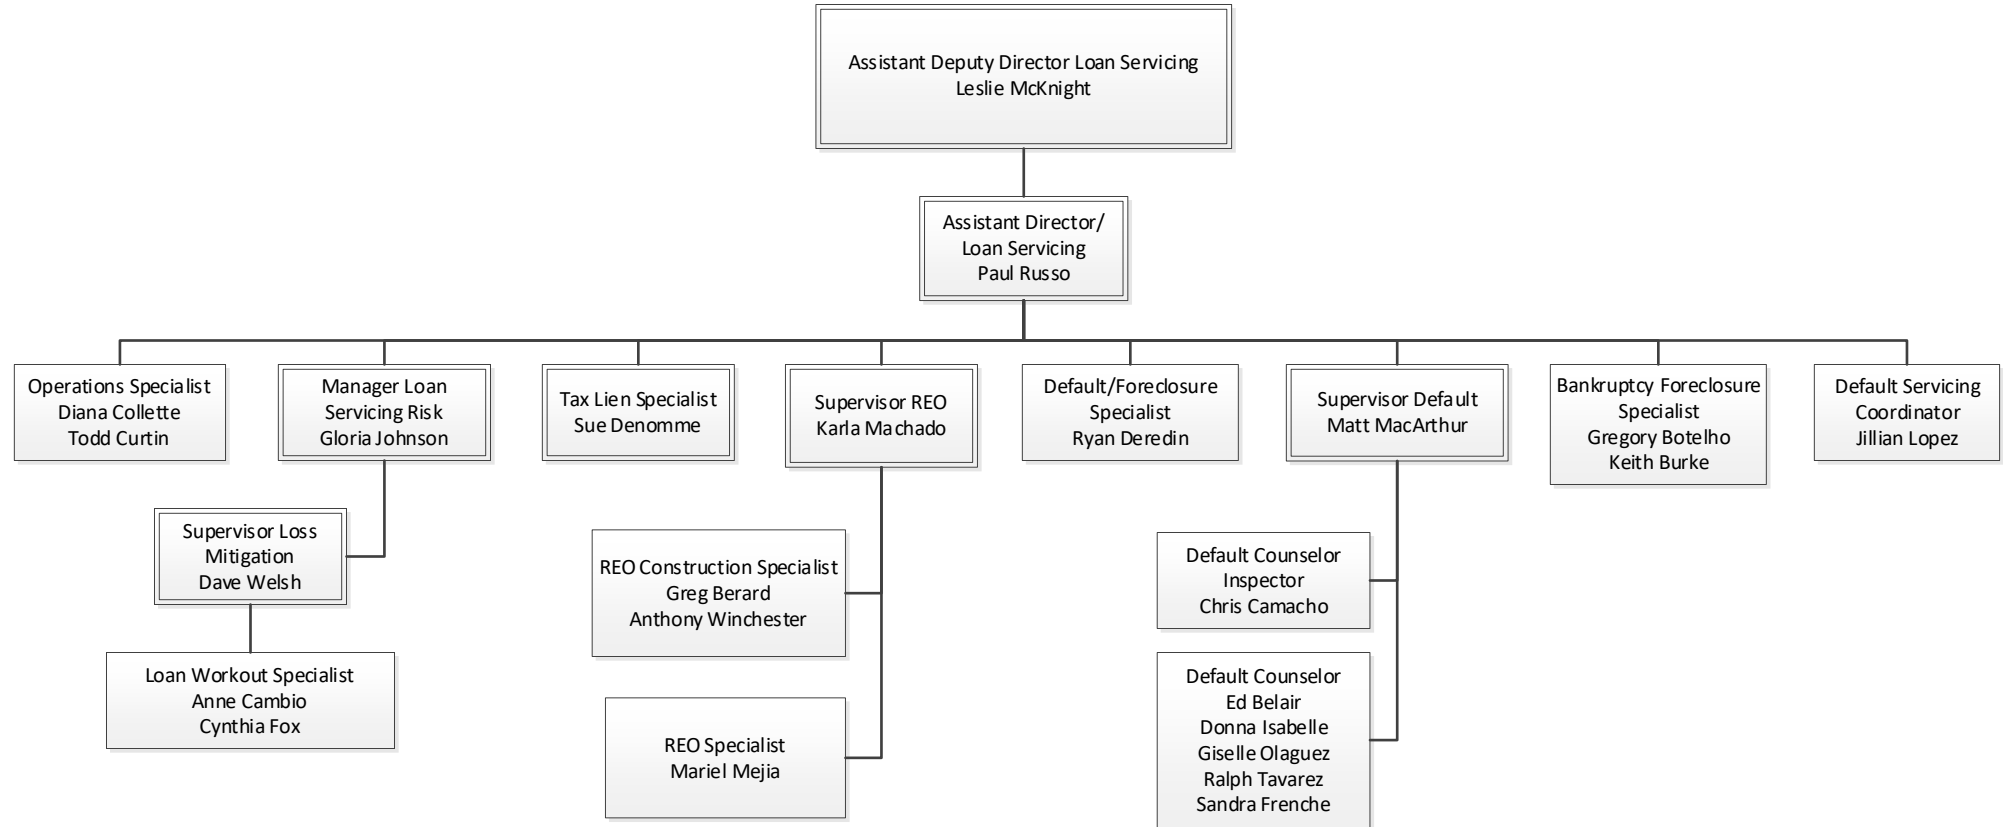 Assistant Deputy Director Loan Servicing
Leslie McKnight
Assistant Director/
Loan Servicing
Paul Russo
Operations Specialist
Diana Collette
Todd Curtin
Manager Loan
Servicing Risk
Gloria Johnson
Tax Lien Specialist
Sue Denomme
Supervisor REO
Karla Machado
Default/Foreclosure
Specialist
Ryan Deredin
Supervisor Default
Matt MacArthur
Bankruptcy Foreclosure
Specialist
Gregory Botelho
Keith Burke
Default Servicing
Coordinator
Jillian Lopez
Supervisor Loss
Mitigation
Dave Welsh
Loan Workout Specialist
Anne Cambio
Cynthia Fox
REO Construction Specialist
Greg Berard
Anthony Winchester
REO Specialist
Mariel Mejia
Default Counselor
Inspector
Chris Camacho
Default Counselor
Ed Belair
Donna Isabelle
Giselle Olaguez
Ralph Tavarez
Sandra Frenche